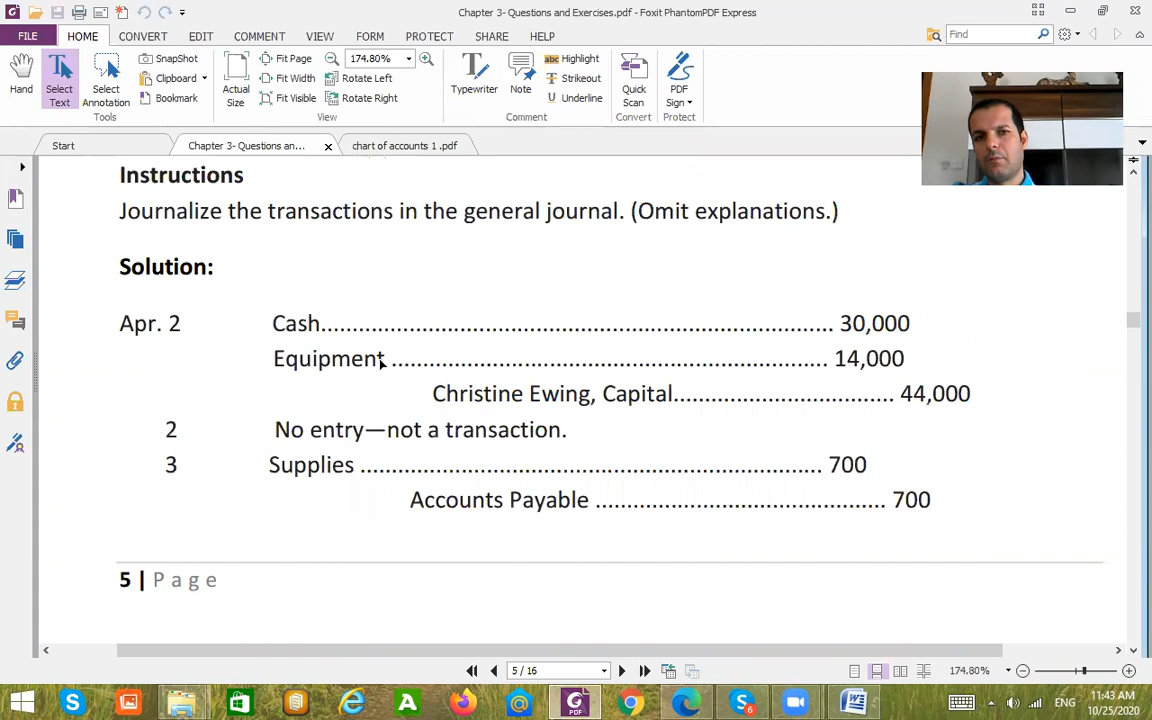 Chapter 3- Questions and Exercises.pdf - Foxit PhantomPDF Express
FILE HOME CONVERT EDIT COMMENT VIEW FORM PROTECT SHARE HELP Find
Hand
Select
Text
Select
Annotation
SnapShot
Clipboard
Bookmark
Tools
Actual
Size
Fit Page
Fit Width
Fit Visible
174.80%
Rotate Left
Rotate Right
View
Typewriter
Note
Highlight
Strikeout
Underline
Comment
Quick
Scan
Convert
PDF
Sign
Protect
Start Chapter 3- Questions an... chart of accounts 1 .pdf
Instructions
Journalize the transactions in the general journal. (Omit explanations.)
Solution:
Apr. 2 Cash.......................................................................................... 30,000
Equipment .............................................................................. 14,000
Christine Ewing, Capital...................................... 44,000
2 No entry—not a transaction.
3 Supplies ................................................................................ 700
Accounts Payable .................................................. 700
5 | P a g e
5 / 16 174.80%
ENG 11:43 AM
10/25/2020